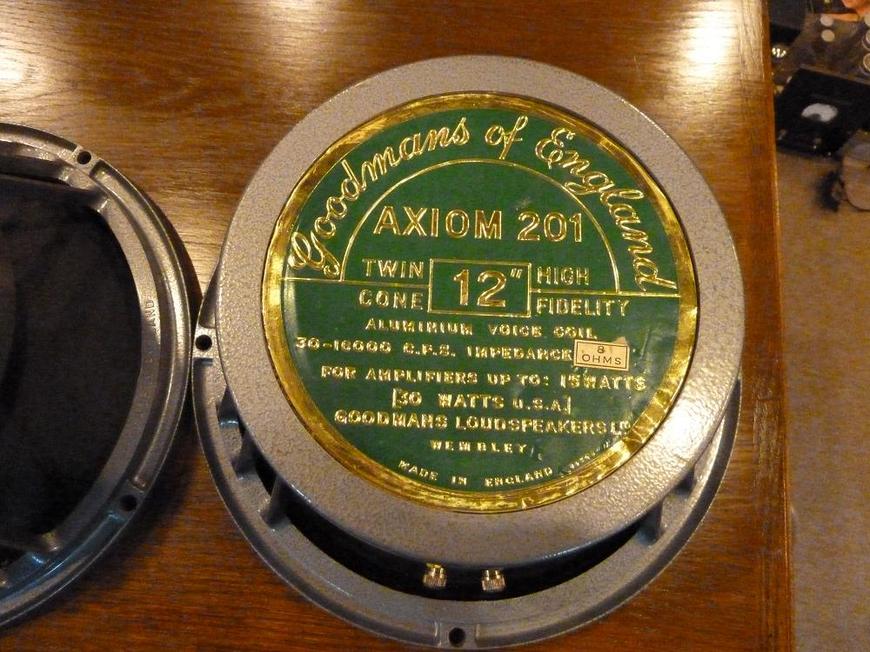 Goodmans of England
AXIOM 201
TWIN CONE
12"
HIGH FIDELITY
ALUMINIUM VOICE COIL
30-16000 C.P.S. IMPEDANCE 8 OHMS
FOR AMPLIFIERS UP TO: 15 WATTS
[30 WATTS U.S.A.]
GOODMANS LOUDSPEAKERS LD
WEMBLEY
MADE IN ENGLAND